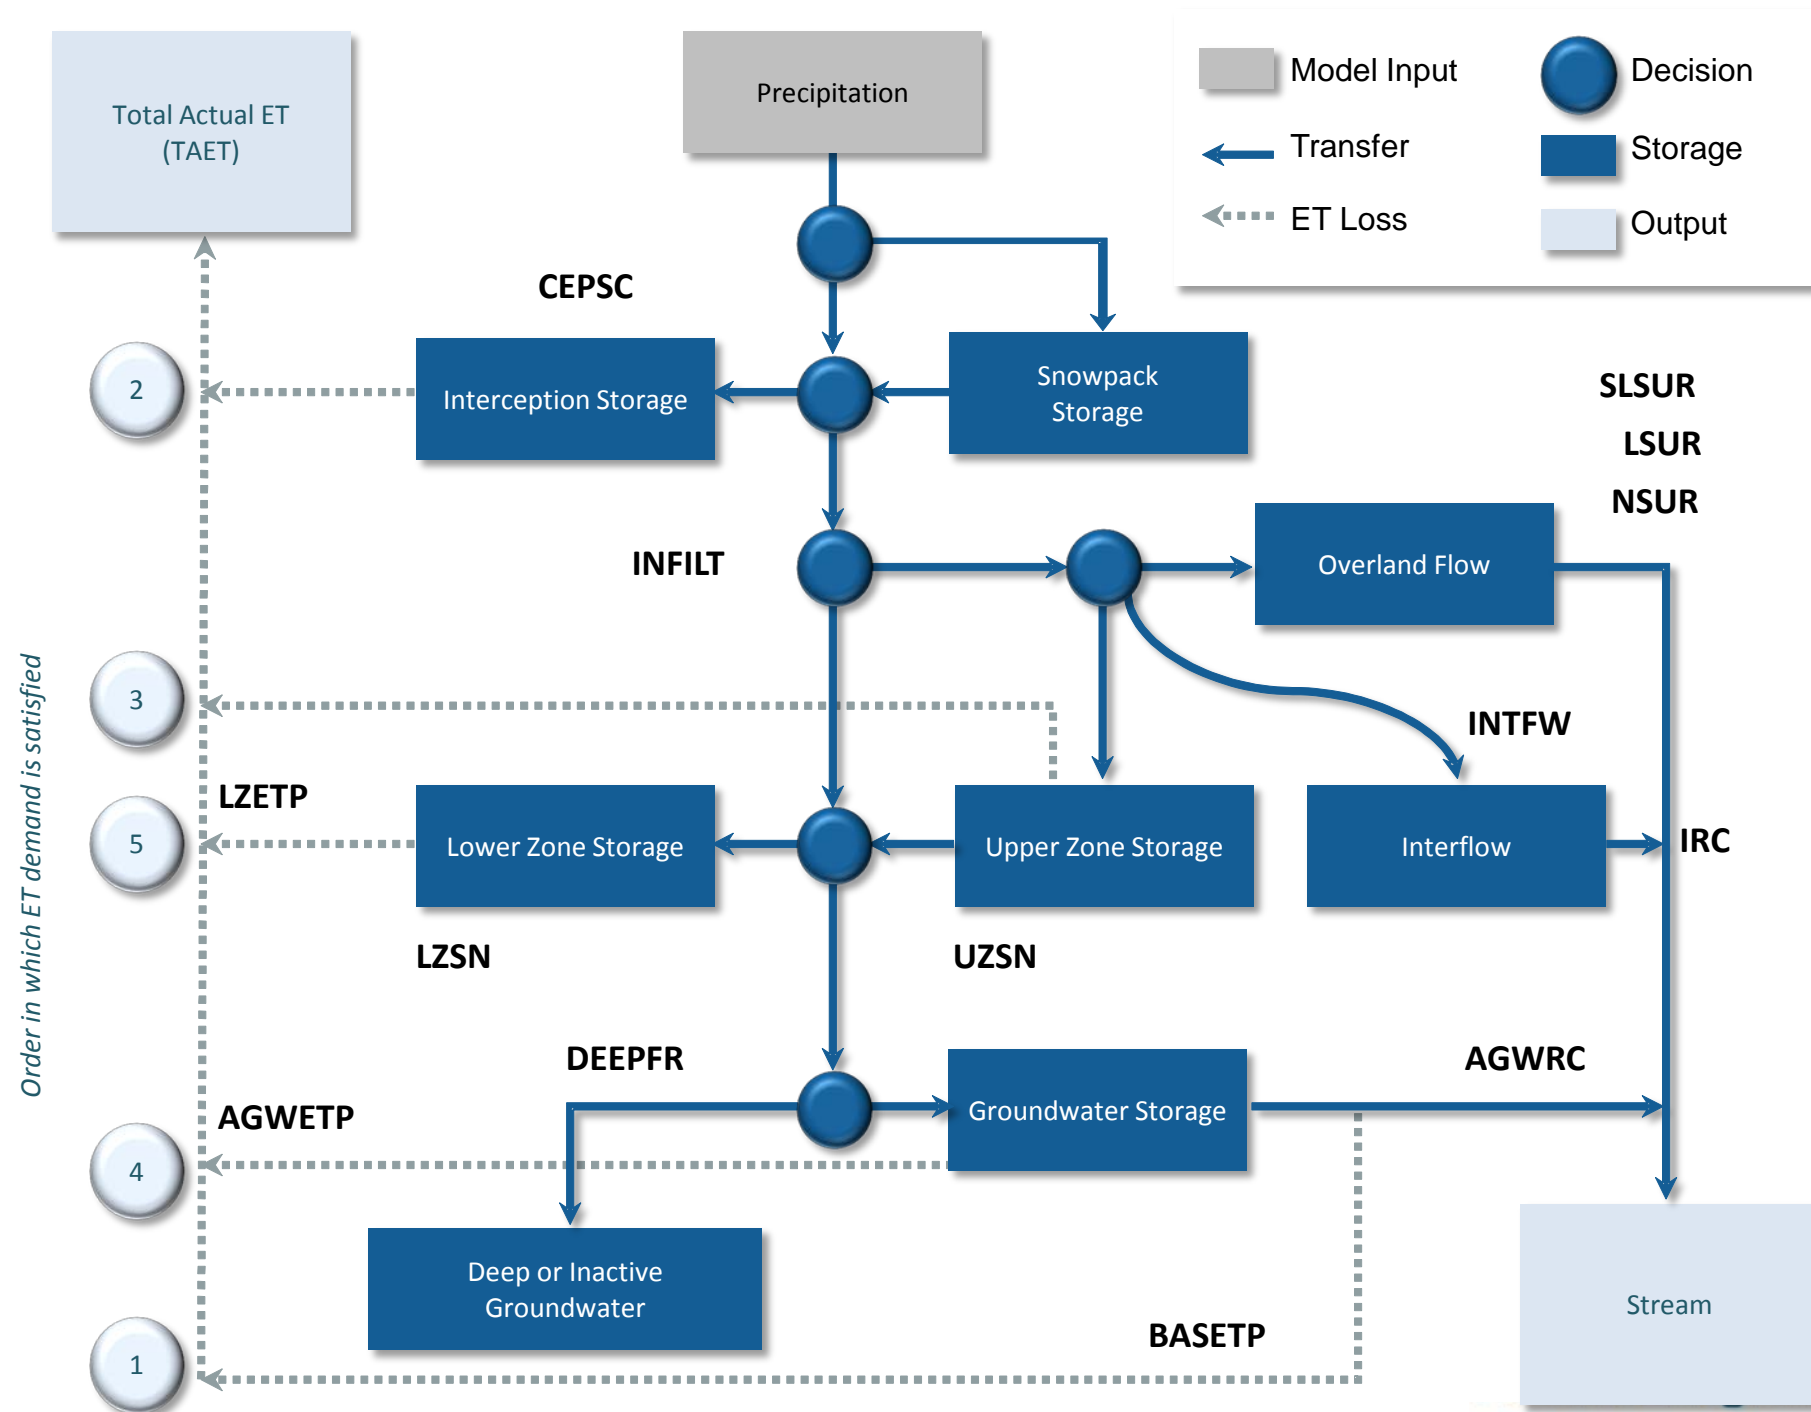 Total Actual ET
(TAET)
Precipitation
Model Input
Decision
Transfer
Storage
ET Loss
Output
CEPSC
2
Interception Storage
Snowpack
Storage
SLSUR
LSUR
NSUR
INFILT
Overland Flow
Order in which ET demand is satisfied
3
INTFW
LZETP
5
Lower Zone Storage
Upper Zone Storage
Interflow
IRC
LZSN
UZSN
DEEPFR
AGWRC
AGWETP
Groundwater Storage
4
Deep or Inactive
Groundwater
Stream
BASETP
1